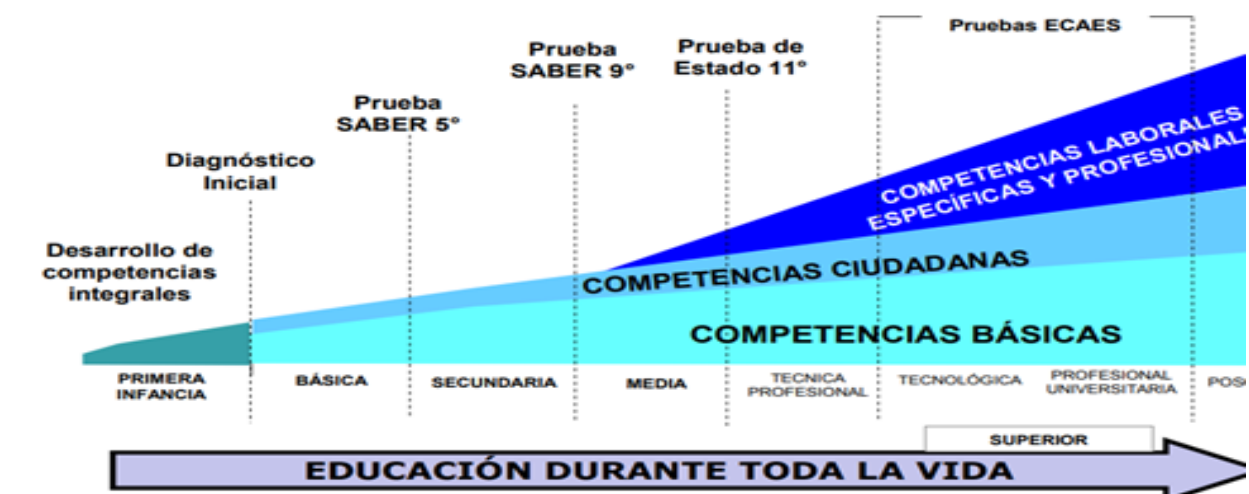 Pruebas ECAES
Prueba
SABER 9°
Prueba de
Estado 11°
Prueba
SABER 5°
Diagnóstico
Inicial
Desarrollo de
competencias
integrales
COMPETENCIAS LABORALES
ESPECÍFICAS Y PROFESIONALE
COMPETENCIAS CIUDADANAS
COMPETENCIAS BÁSICAS
PRIMERA
INFANCIA
BÁSICA
SECUNDARIA
MEDIA
TECNICA
PROFESIONAL
TECNOLÓGICA
PROFESIONAL
UNIVERSITARIA
SUPERIOR
EDUCACIÓN DURANTE TODA LA VIDA